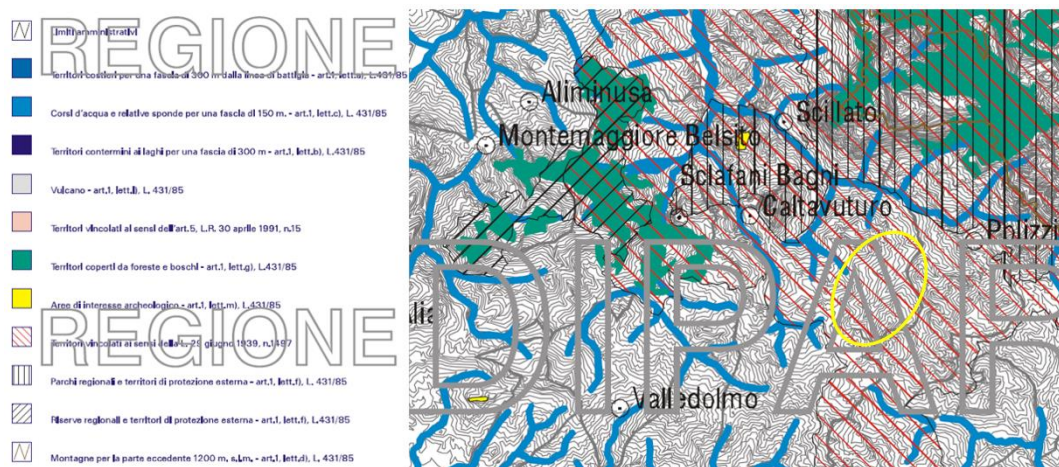 REGIONE
Limiti amministrativi
Territori costieri per una fascia di 300 m dalla linea di battigia - art.1, lett.a), L. 431/85
Corsi d'acqua e relative sponde per una fascia di 150 m. - art.1, lett.c), L. 431/85
Territori contermini ai laghi per una fascia di 300 m - art.1, lett.b), L.431/85
Vulcano - art.1, lett.l), L. 431/85
Territori vincolati ai sensi dell'art.5, L.R. 30 aprile 1991, n.15
Territori coperti da foreste e boschi - art.1, lett.g), L.431/85
Aree di interesse archeologico - art.1, lett.m), L.431/85
REGIONE
Territori vincolati ai sensi della L. 29 giugno 1939, n.1497
Parchi regionali e territori di protezione esterna - art.1, lett.f), L. 431/85
Riserve regionali e territori di protezione esterna - art.1, lett.f), L.431/85
Montagne per la parte eccedente 1200 m. s.l.m. - art.1, lett.d), L. 431/85
Aliminusa
Scillato
Montemaggiore Belsito
Sclafani Bagni
Caltavuturo
Polizzi
Alia
DIPAR
Valledolmo